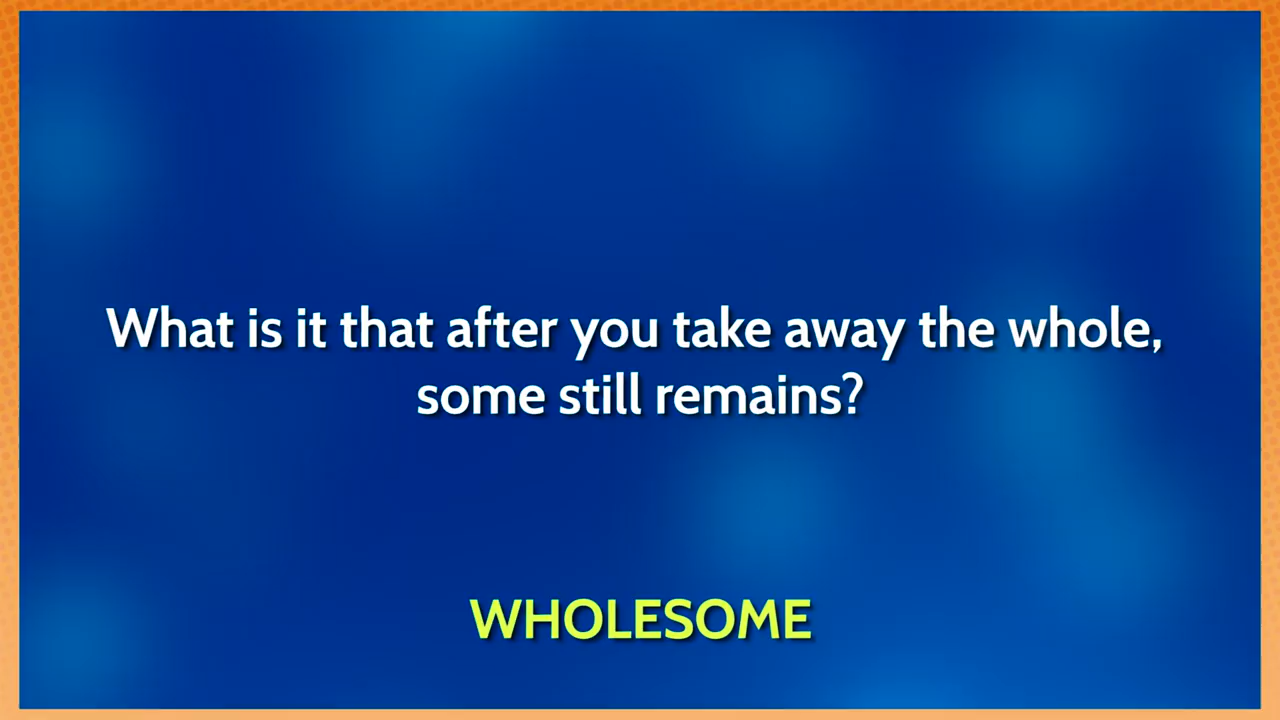 What is it that after you take away the whole,
some still remains?
WHOLESOME